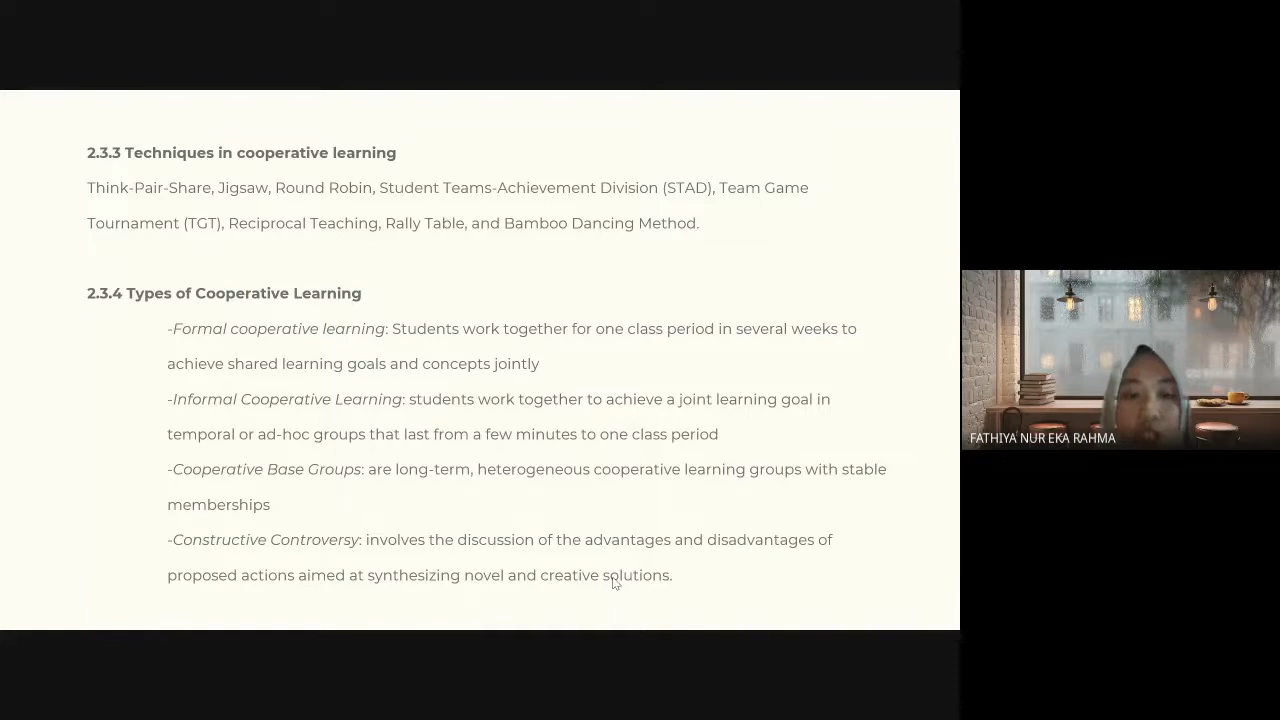 2.3.3 Techniques in cooperative learning
Think-Pair-Share, Jigsaw, Round Robin, Student Teams-Achievement Division (STAD), Team Game
Tournament (TGT), Reciprocal Teaching, Rally Table, and Bamboo Dancing Method.
2.3.4 Types of Cooperative Learning
-Formal cooperative learning: Students work together for one class period in several weeks to
achieve shared learning goals and concepts jointly
-Informal Cooperative Learning: students work together to achieve a joint learning goal in
temporal or ad-hoc groups that last from a few minutes to one class period
-Cooperative Base Groups: are long-term, heterogeneous cooperative learning groups with stable
memberships
-Constructive Controversy: involves the discussion of the advantages and disadvantages of
proposed actions aimed at synthesizing novel and creative solutions.
FATHIYA NUR EKA RAHMA